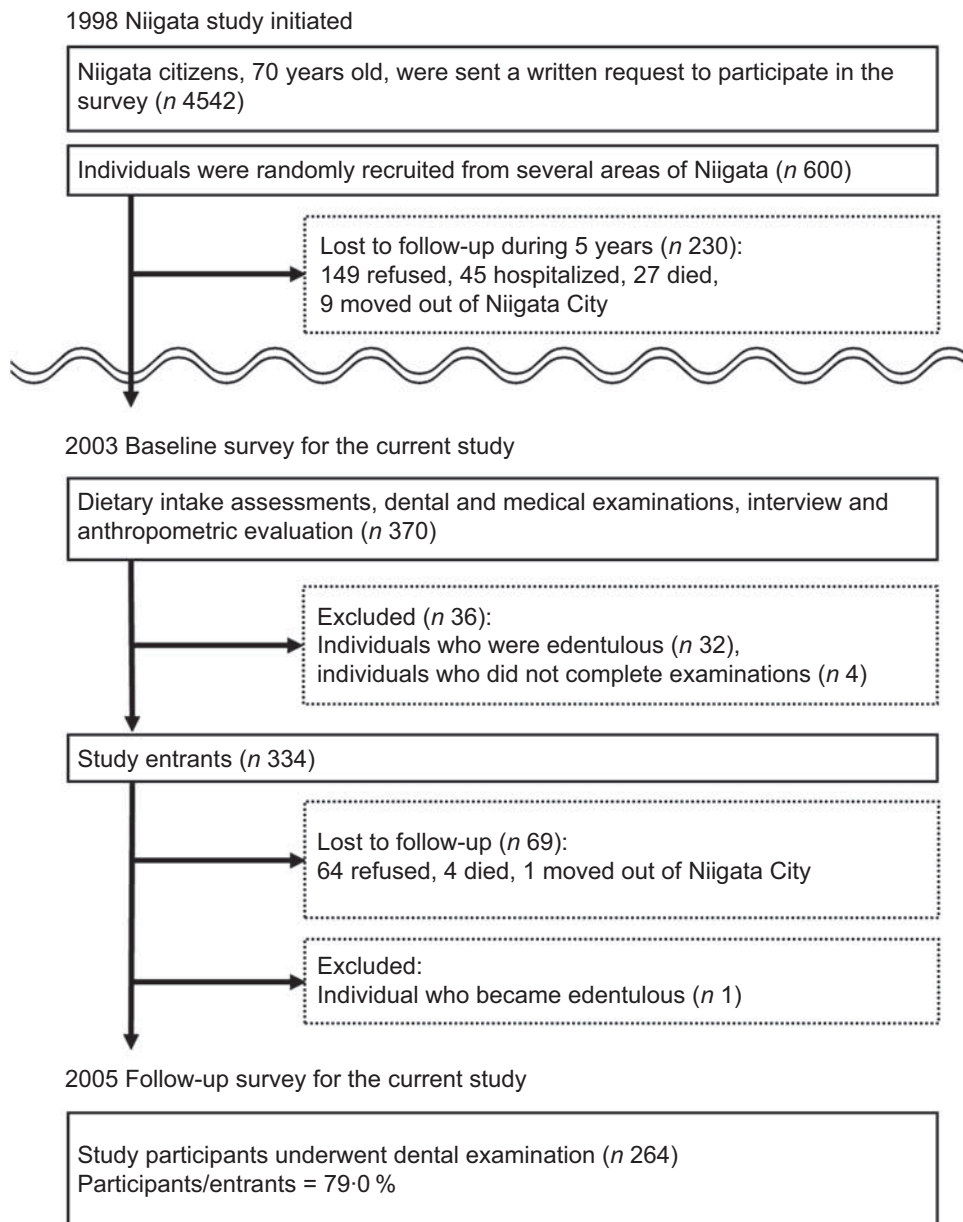 1998 Niigata study initiated
Niigata citizens, 70 years old, were sent a written request to participate in the
survey (n 4542)
Individuals were randomly recruited from several areas of Niigata (n 600)
Lost to follow-up during 5 years (n 230):
149 refused, 45 hospitalized, 27 died,
9 moved out of Niigata City
2003 Baseline survey for the current study
Dietary intake assessments, dental and medical examinations, interview and
anthropometric evaluation (n 370)
Excluded (n 36):
Individuals who were edentulous (n 32),
individuals who did not complete examinations (n 4)
Study entrants (n 334)
Lost to follow-up (n 69):
64 refused, 4 died, 1 moved out of Niigata City
Excluded:
Individual who became edentulous (n 1)
2005 Follow-up survey for the current study
Study participants underwent dental examination (n 264)
Participants/entrants = 79·0 %